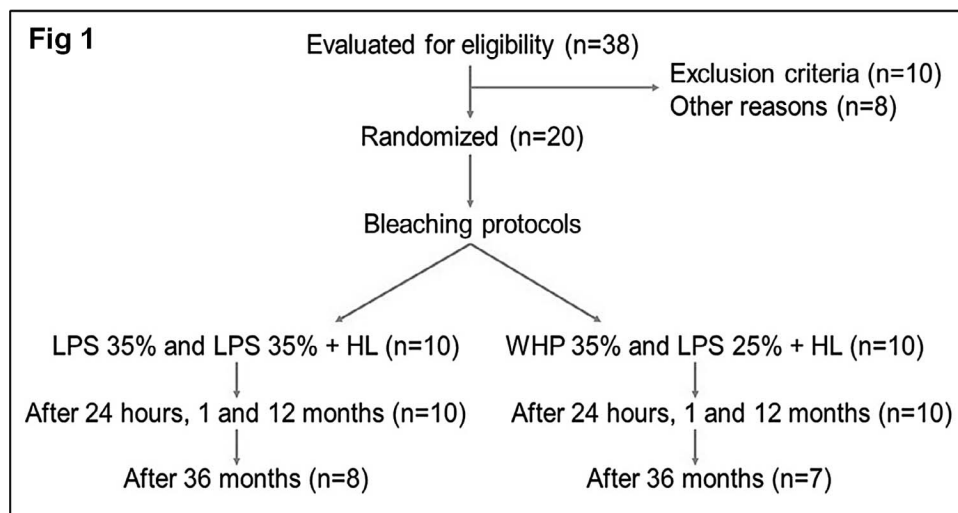 Fig 1
Evaluated for eligibility (n=38)
Exclusion criteria (n=10)
Other reasons (n=8)
Randomized (n=20)
Bleaching protocols
LPS 35% and LPS 35% + HL (n=10)
WHP 35% and LPS 25% + HL (n=10)
After 24 hours, 1 and 12 months (n=10)
After 24 hours, 1 and 12 months (n=10)
After 36 months (n=8)
After 36 months (n=7)